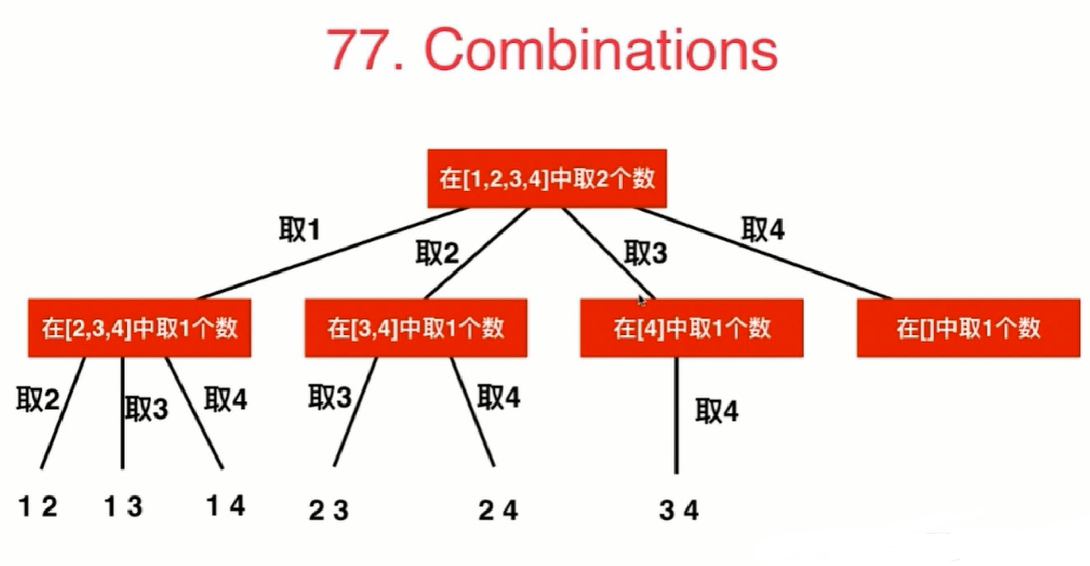 77. Combinations
在[1,2,3,4]中取2个数
取1
取2
取3
取4
在[2,3,4]中取1个数
在[3,4]中取1个数
在[4]中取1个数
在[]中取1个数
取2
取3
取4
取3
取4
取4
1 2
1 3
1 4
2 3
2 4
3 4